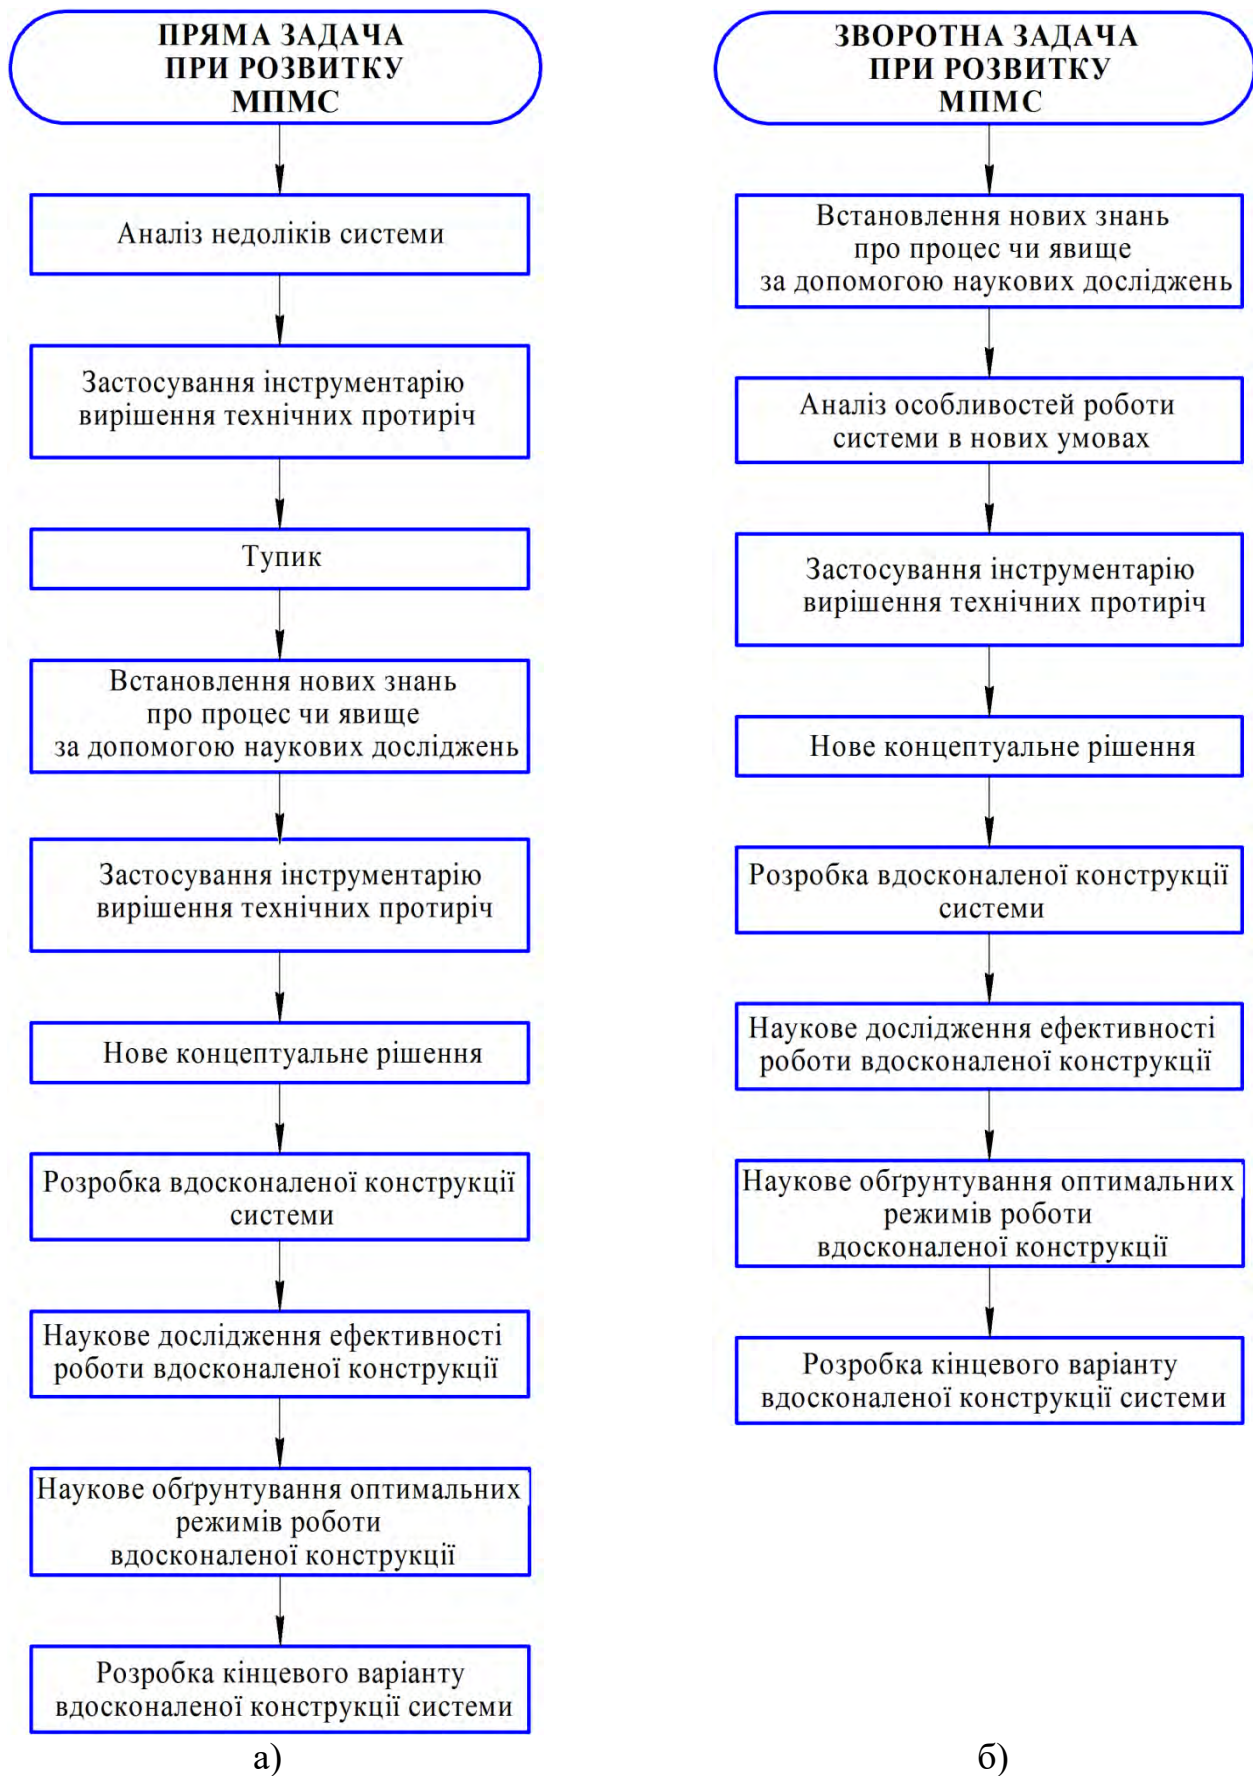 ПРЯМА ЗАДАЧА
ПРИ РОЗВИТКУ
МПМС
Аналіз недоліків системи
Застосування інструментарію
вирішення технічних протиріч
Тупик
Встановлення нових знань
про процес чи явище
за допомогою наукових досліджень
Застосування інструментарію
вирішення технічних протиріч
Нове концептуальне рішення
Розробка вдосконаленої конструкції
системи
Наукове дослідження ефективності
роботи вдосконаленої конструкції
Наукове обґрунтування оптимальних
режимів роботи
вдосконаленої конструкції
Розробка кінцевого варіанту
вдосконаленої конструкції системи
а)
ЗВОРОТНА ЗАДАЧА
ПРИ РОЗВИТКУ
МПМС
Встановлення нових знань
про процес чи явище
за допомогою наукових досліджень
Аналіз особливостей роботи
системи в нових умовах
Застосування інструментарію
вирішення технічних протиріч
Нове концептуальне рішення
Розробка вдосконаленої конструкції
системи
Наукове дослідження ефективності
роботи вдосконаленої конструкції
Наукове обґрунтування оптимальних
режимів роботи
вдосконаленої конструкції
Розробка кінцевого варіанту
вдосконаленої конструкції системи
б)